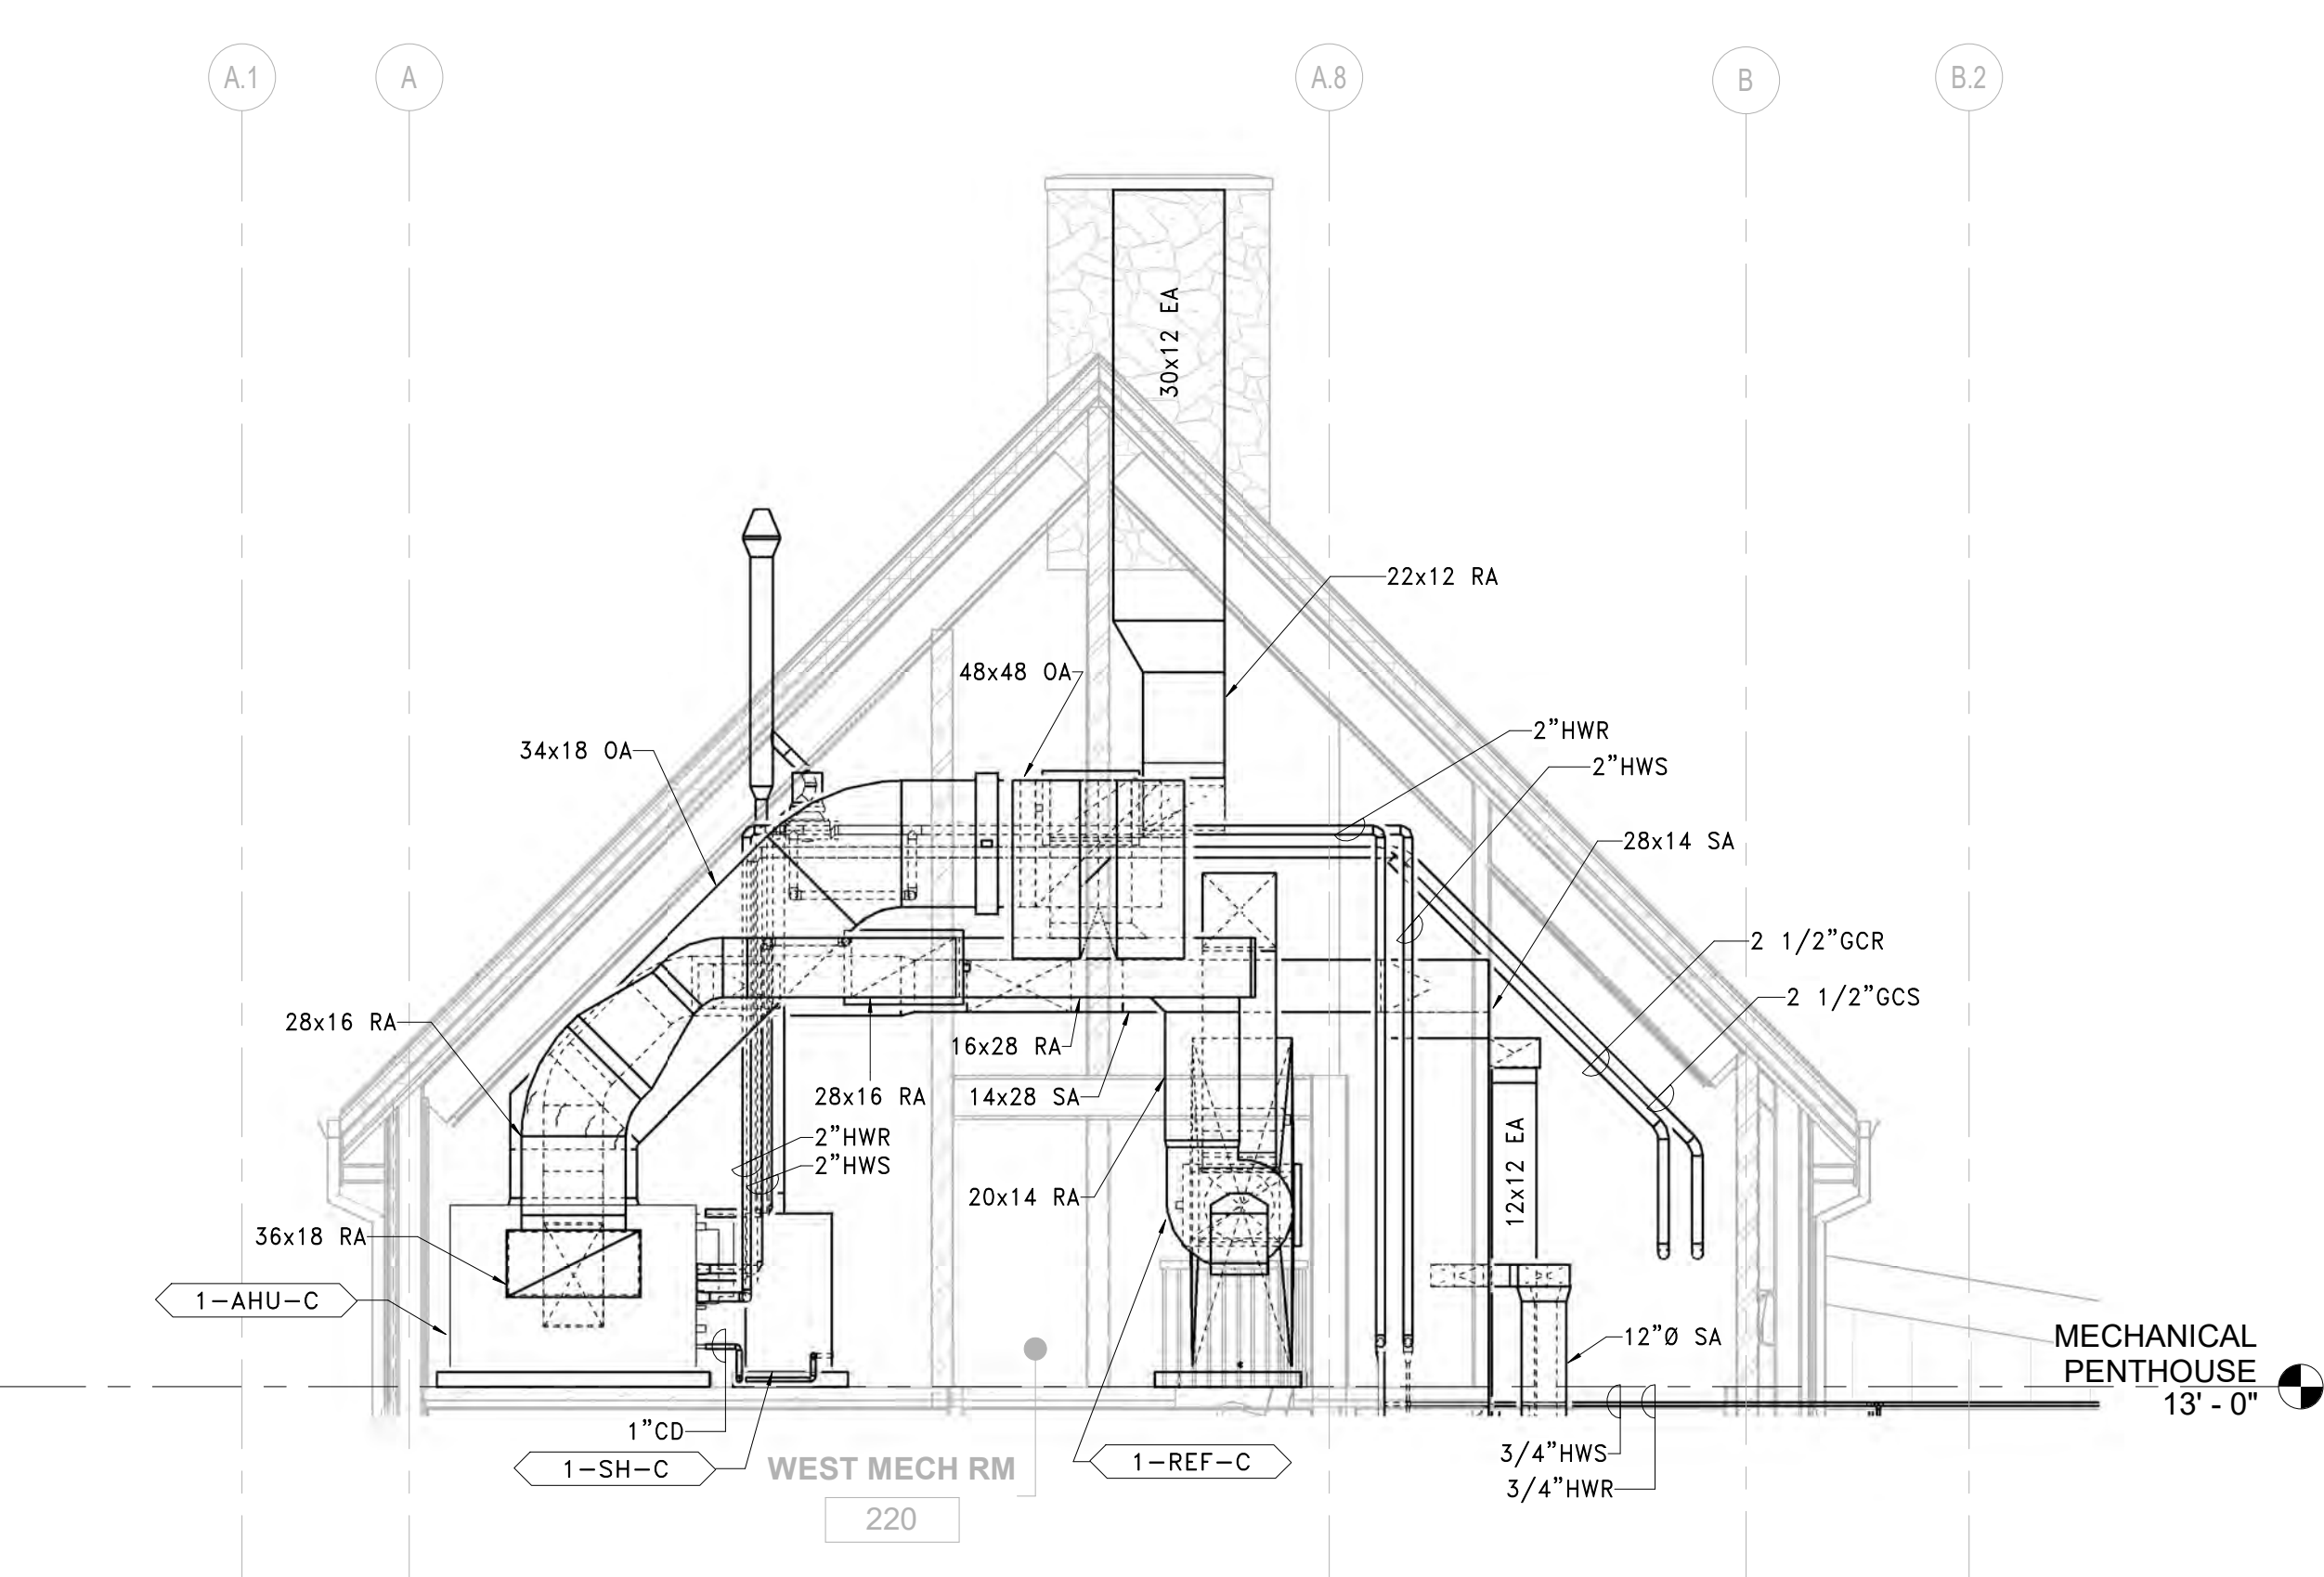 A.1
A
A.8
B
B.2
30x12 EA
22x12 RA
48x48 OA
2”HWR
34x18 OA
2”HWS
28x14 SA
2 1/2”GCR
2 1/2”GCS
28x16 RA
16x28 RA
28x16 RA
14x28 SA
2”HWR
2”HWS
12x12 EA
20x14 RA
36x18 RA
1-AHU-C
12”Ø SA
MECHANICAL
PENTHOUSE
13' - 0"
1”CD
1-SH-C
WEST MECH RM
220
1-REF-C
3/4”HWS
3/4”HWR